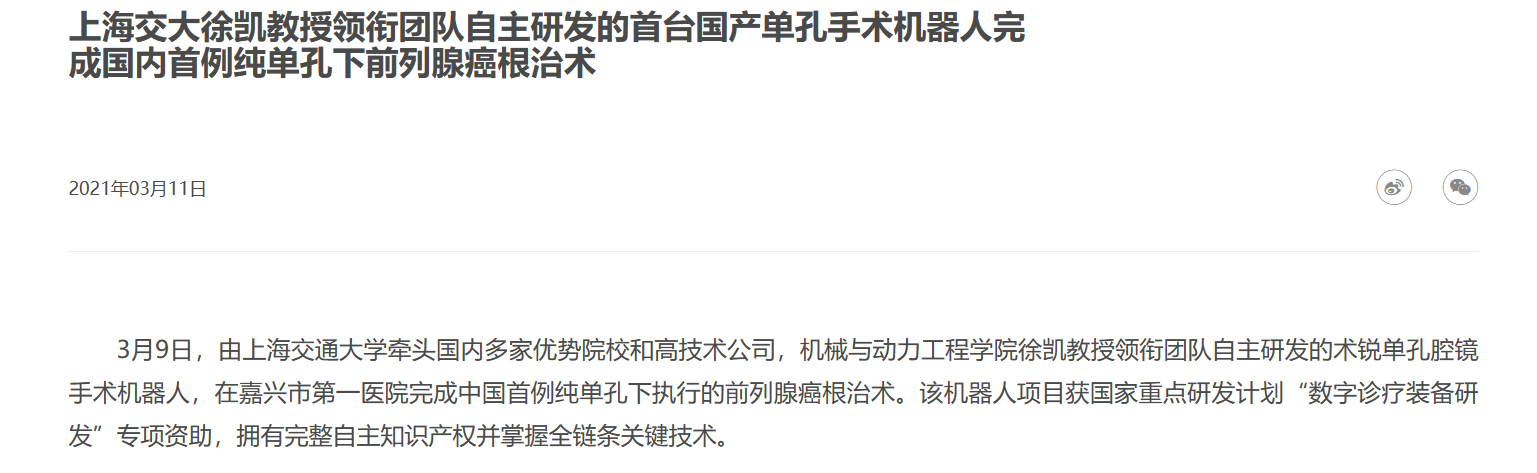 上海交大徐凯教授领衔团队自主研发的首台国产单孔手术机器人完
成国内首例纯单孔下前列腺癌根治术
2021年03月11日
3月9日，由上海交通大学牵头国内多家优势院校和高技术公司，机械与动力工程学院徐凯教授领衔团队自主研发的术锐单孔腔镜
手术机器人，在嘉兴市第一医院完成中国首例纯单孔下执行的前列腺癌根治术。该机器人项目获国家重点研发计划“数字诊疗装备研
发”专项资助，拥有完整自主知识产权并掌握全链条关键技术。